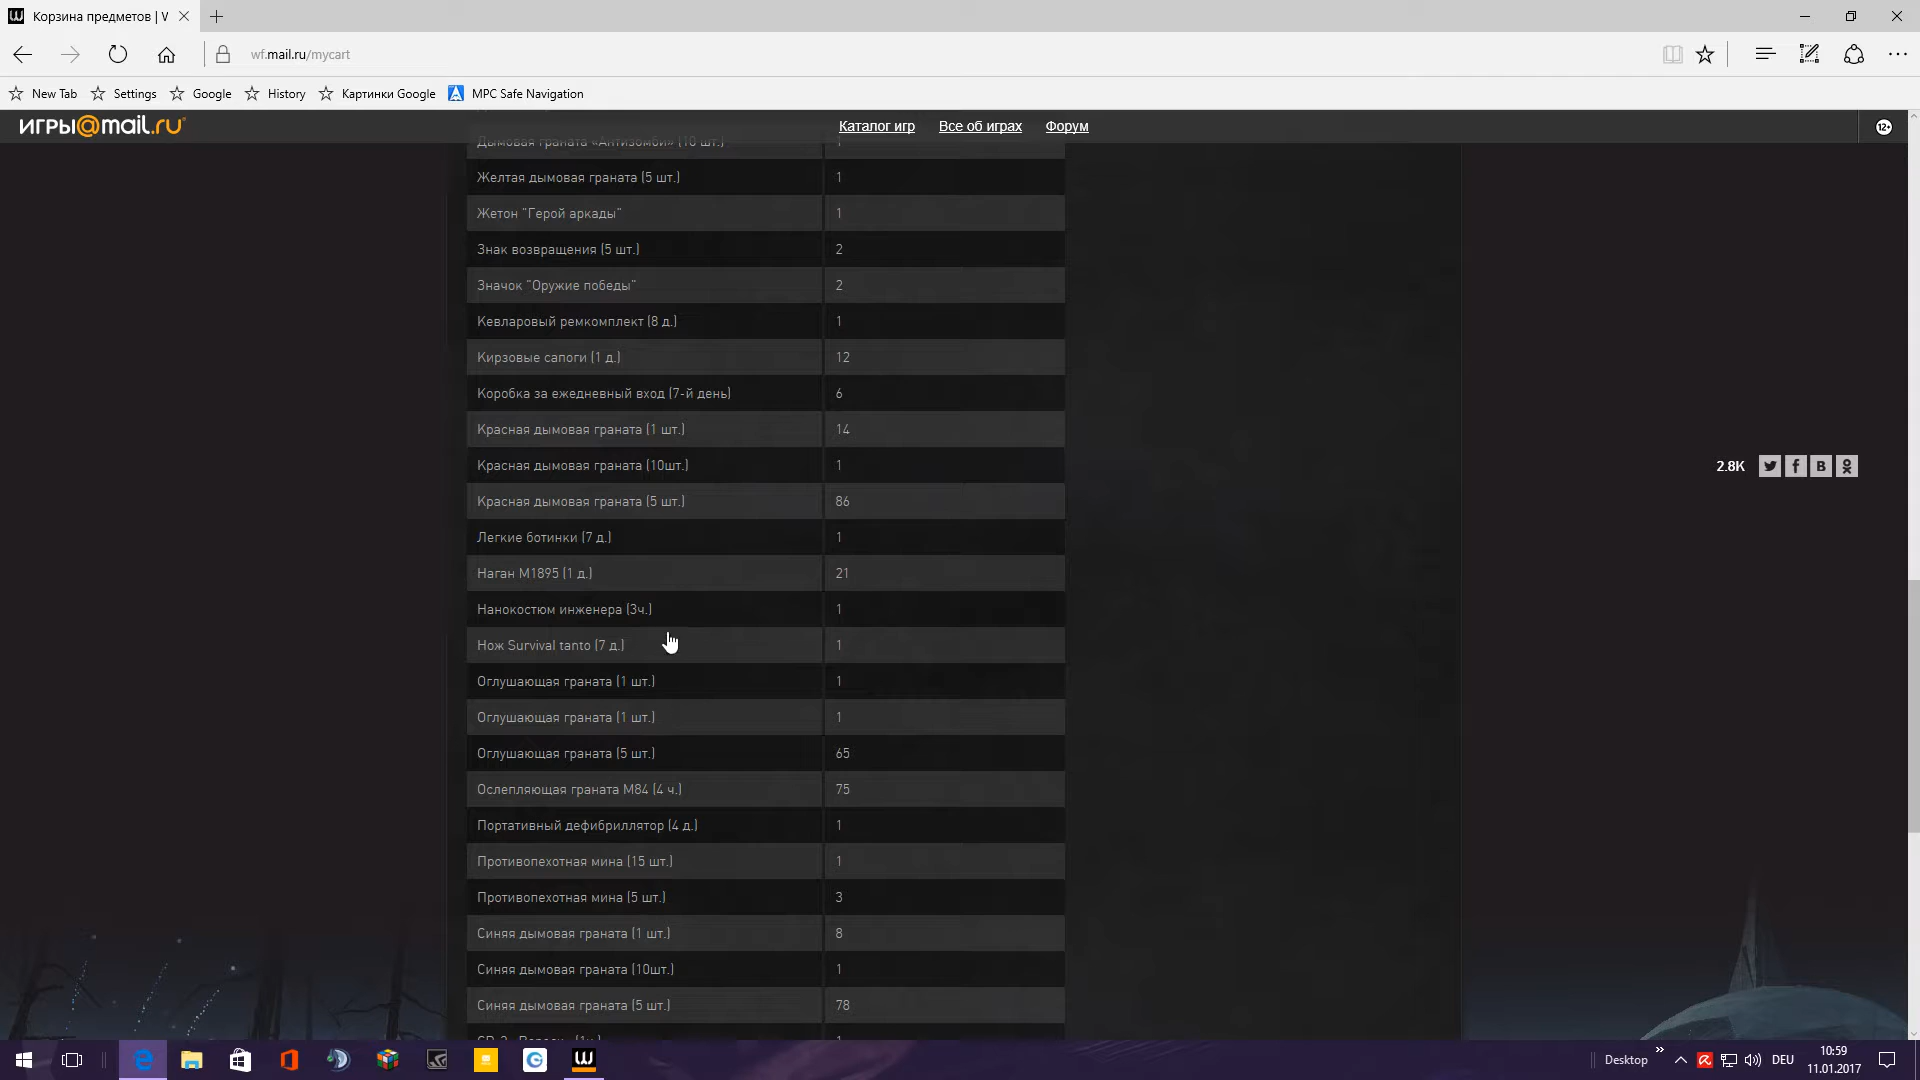 Корзина предметов | V
wf.mail.ru/mycart
New Tab Settings Google History Картинки Google MPC Safe Navigation
игры@mail.ru Каталог игр Все об играх Форум 12+
Дымовая граната «Антизомби» (10 шт.) 1
Желтая дымовая граната (5 шт.) 1
Жетон "Герой аркады" 1
Знак возвращения (5 шт.) 2
Значок "Оружие победы" 2
Кевларовый ремкомплект (8 д.) 1
Кирзовые сапоги (1 д.) 12
Коробка за ежедневный вход (7-й день) 6
Красная дымовая граната (1 шт.) 14
Красная дымовая граната (10шт.) 1
2.8K
Красная дымовая граната (5 шт.) 86
Легкие ботинки (7 д.) 1
Наган М1895 (1 д.) 21
Нанокостюм инженера (3ч.) 1
Нож Survival tanto (7 д.) 1
Оглушающая граната (1 шт.) 1
Оглушающая граната (1 шт.) 1
Оглушающая граната (5 шт.) 65
Ослепляющая граната М84 (4 ч.) 75
Портативный дефибриллятор (4 д.) 1
Противопехотная мина (15 шт.) 1
Противопехотная мина (5 шт.) 3
Синяя дымовая граната (1 шт.) 8
Синяя дымовая граната (10шт.) 1
Синяя дымовая граната (5 шт.) 78
Desktop DEU 10:59
11.01.2017